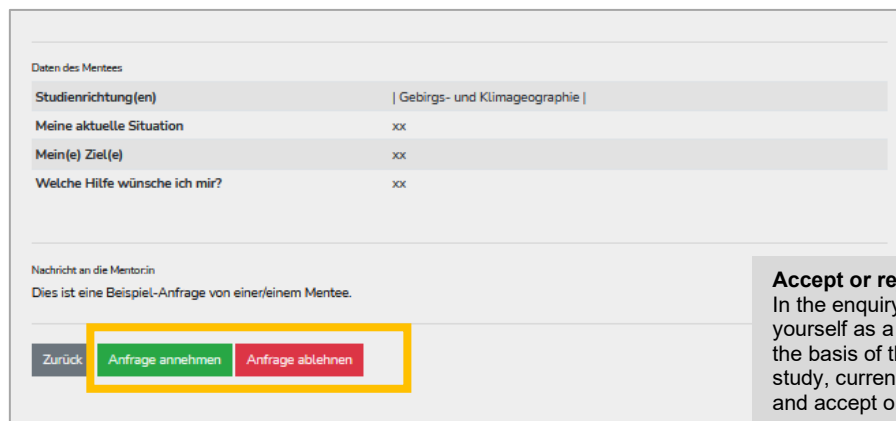 Daten des Mentees
Studienrichtung(en) | Gebirgs- und Klimageographie |
Meine aktuelle Situation xx
Mein(e) Ziel(e) xx
Welche Hilfe wünsche ich mir? xx
Nachricht an die Mentor:in
Dies ist eine Beispiel-Anfrage von einer/einem Mentee.
Zurück Anfrage annehmen Anfrage ablehnen
Accept or re
In the enquiry
yourself as a
the basis of th
study, curren
and accept o